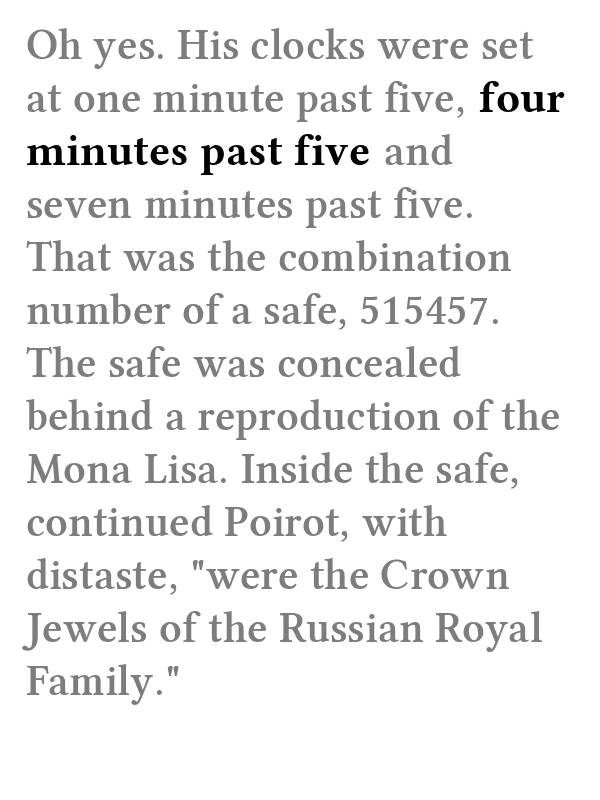 Oh yes. His clocks were set
at one minute past five, four
minutes past five and
seven minutes past five.
That was the combination
number of a safe, 515457.
The safe was concealed
behind a reproduction of the
Mona Lisa. Inside the safe,
continued Poirot, with
distaste, "were the Crown
Jewels of the Russian Royal
Family."